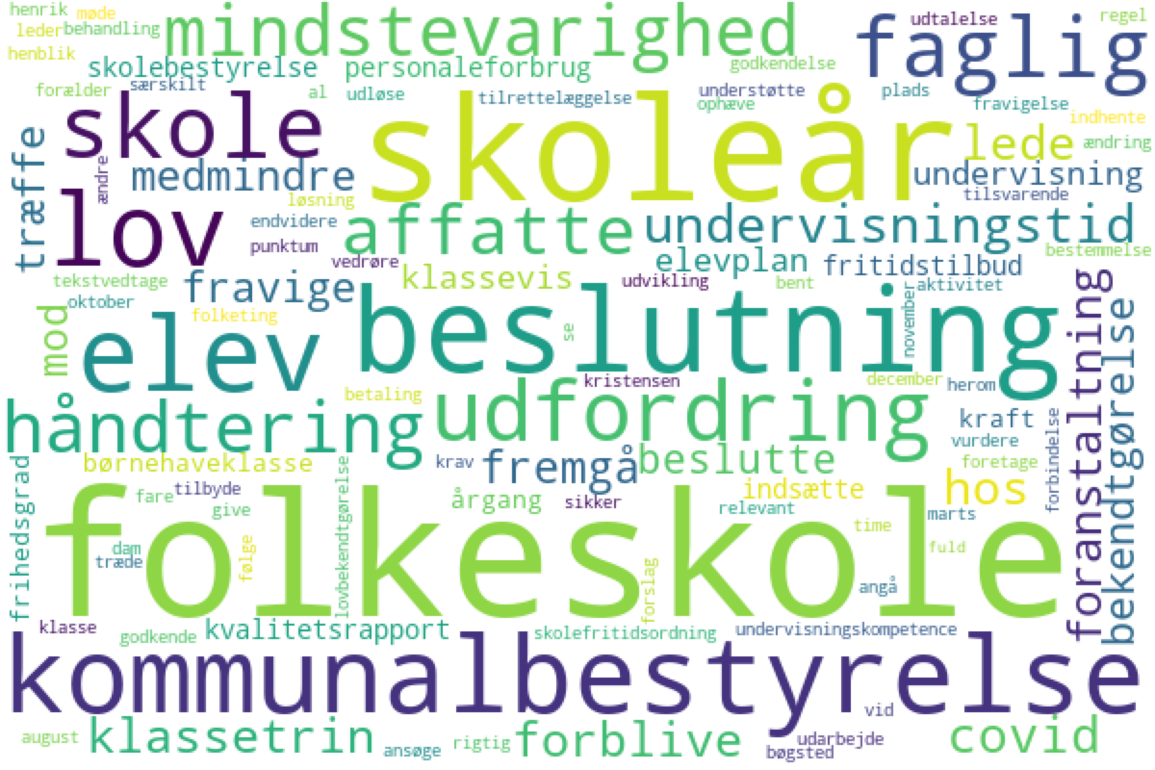 henrik
møde
mindstevarighed
faglig
udtalelse
regel
leder
behandling
henblik
skolebestyrelse
personaleforbrug
godkendelse
forælder
særskilt
al
udløse
tilrettelæggelse
understøtte
plads
ophæve
fravigelse
indhente
træffe
skole
skoleår
lede
ændring
ændre
medmindre
undervisning
løsning
tilsvarende
lov
endvidere
affatte
undervisningstid
punktum
vedrøre
elevplan
fritidstilbud
bestemmelse
tekstvedtage
fravige
klassevis
udvikling
bent
aktivitet
oktober
folketing
mod
elev
beslutning
se
november
foranstaltning
bekendtgørelse
kristensen
december
herom
betaling
håndtering
udfordring
kraft
vurdere
forbindelse
børnehaveklasse
krav
fremgå
beslutte
foretage
frihedsgrad
fare
tilbyde
lovbekendtgørelse
årgang
sikker
indsætte
hos
give
relevant
marts
time
folkeskole
dam
træde
følge
forslag
fuld
angå
klasse
godkende
kvalitetsrapport
skolefritidsordning
undervisningskompetence
kommunalbestyrelse
vid
august
klassetrin
ansøge
rigtig
forblive
udarbejde
bøgsted
covid